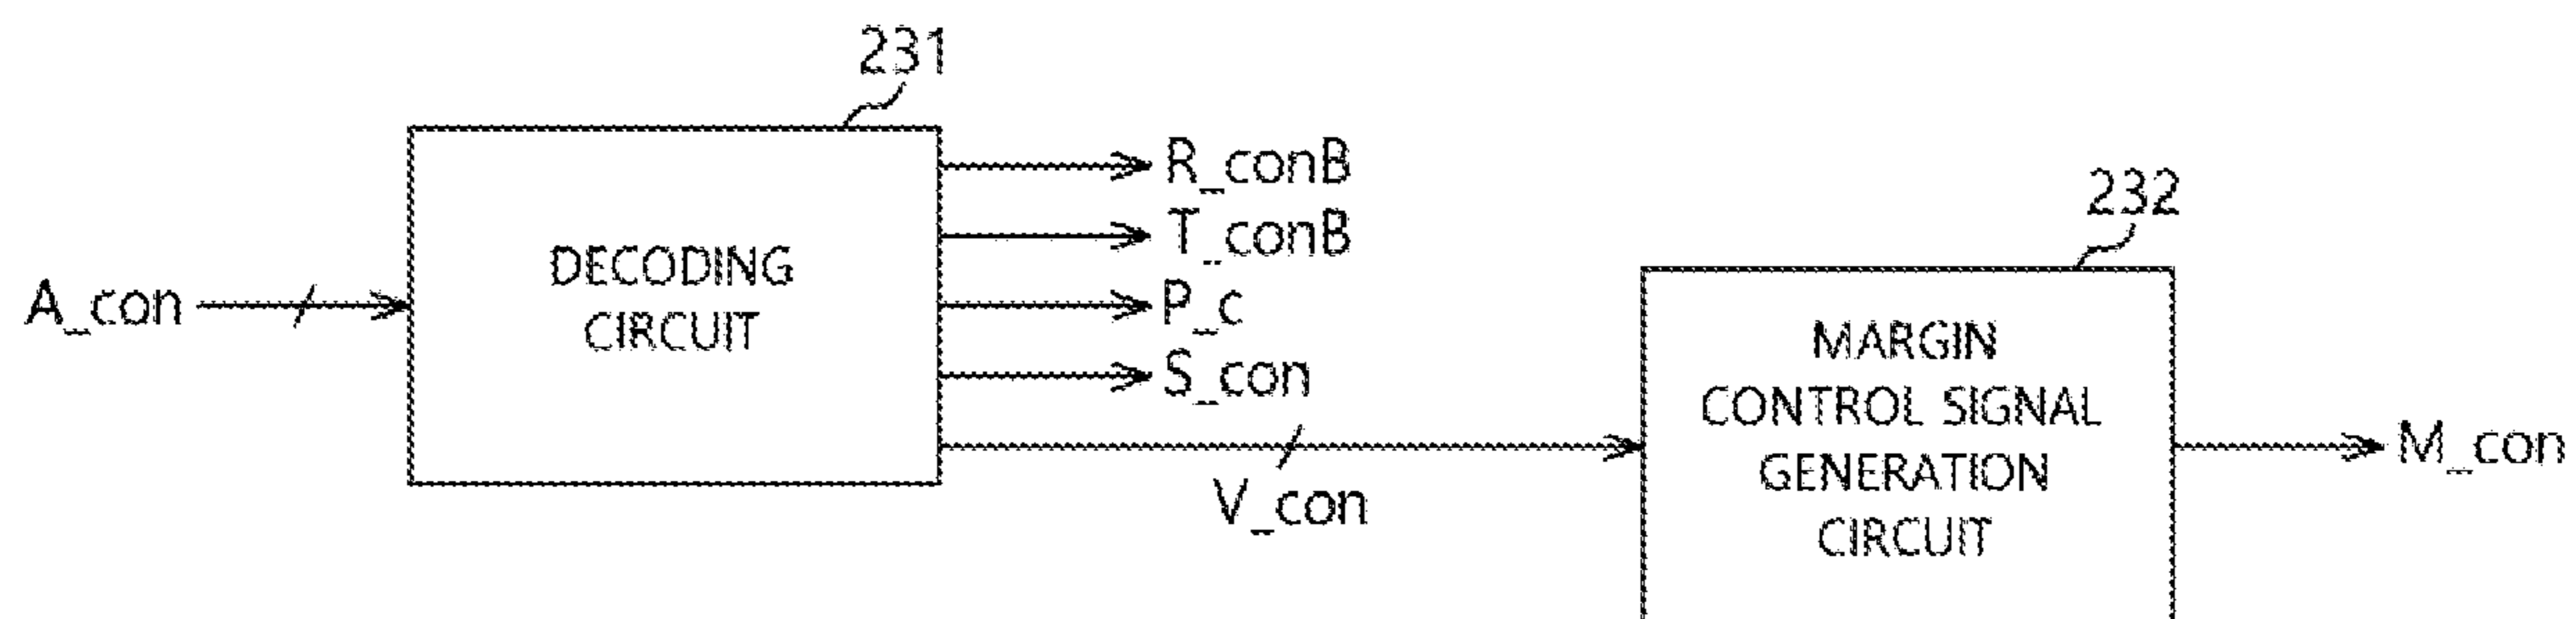 231
R_conB
T_conB
P_c
S_con
A_con
DECODING
CIRCUIT
V_con
232
MARGIN
CONTROL SIGNAL
GENERATION
CIRCUIT
M_con